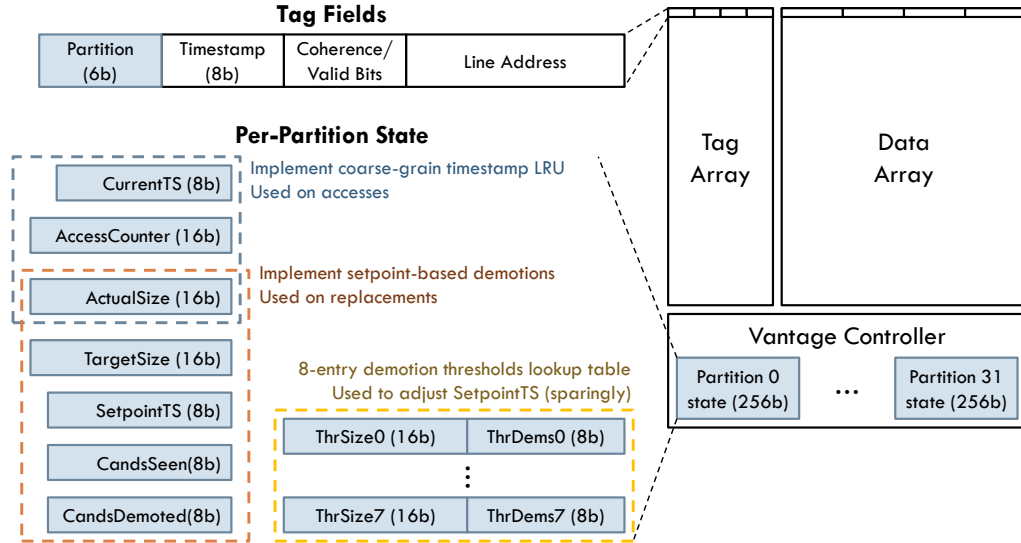 Tag Fields
Partition
(6b)
Timestamp
(8b)
Coherence/
Valid Bits
Line Address
Per-Partition State
CurrentTS (8b)
AccessCounter (16b)
Implement coarse-grain timestamp LRU
Used on accesses
ActualSize (16b)
TargetSize (16b)
SetpointTS (8b)
CandsSeen(8b)
CandsDemoted(8b)
Implement setpoint-based demotions
Used on replacements
8-entry demotion thresholds lookup table
Used to adjust SetpointTS (sparingly)
ThrSize0 (16b)
ThrDems0 (8b)
⋮
ThrSize7 (16b)
ThrDems7 (8b)
Tag
Array
Data
Array
Vantage Controller
Partition 0
state (256b)
...
Partition 31
state (256b)